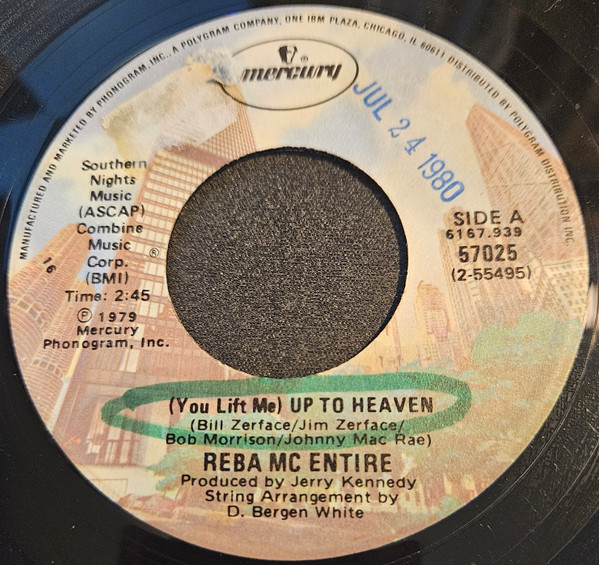 MANUFACTURED AND MARKETED BY PHONOGRAM, INC., A POLYGRAM COMPANY, ONE IBM PLAZA, CHICAGO, IL 60611 DISTRIBUTED BY POLYGRAM DISTRIBUTION INC.
mercury®
JUL 24 1980
Southern
Nights
Music
(ASCAP)
Combine
Music
Corp.
(BMI)
Time: 2:45
℗ 1979
Mercury
Phonogram, Inc.
16
®
SIDE A
6167.939
57025
(2-55495)
(You Lift Me) UP TO HEAVEN
(Bill Zerface/Jim Zerface/
Bob Morrison/Johnny Mac Rae)
REBA MC ENTIRE
Produced by Jerry Kennedy
String Arrangement by
D. Bergen White